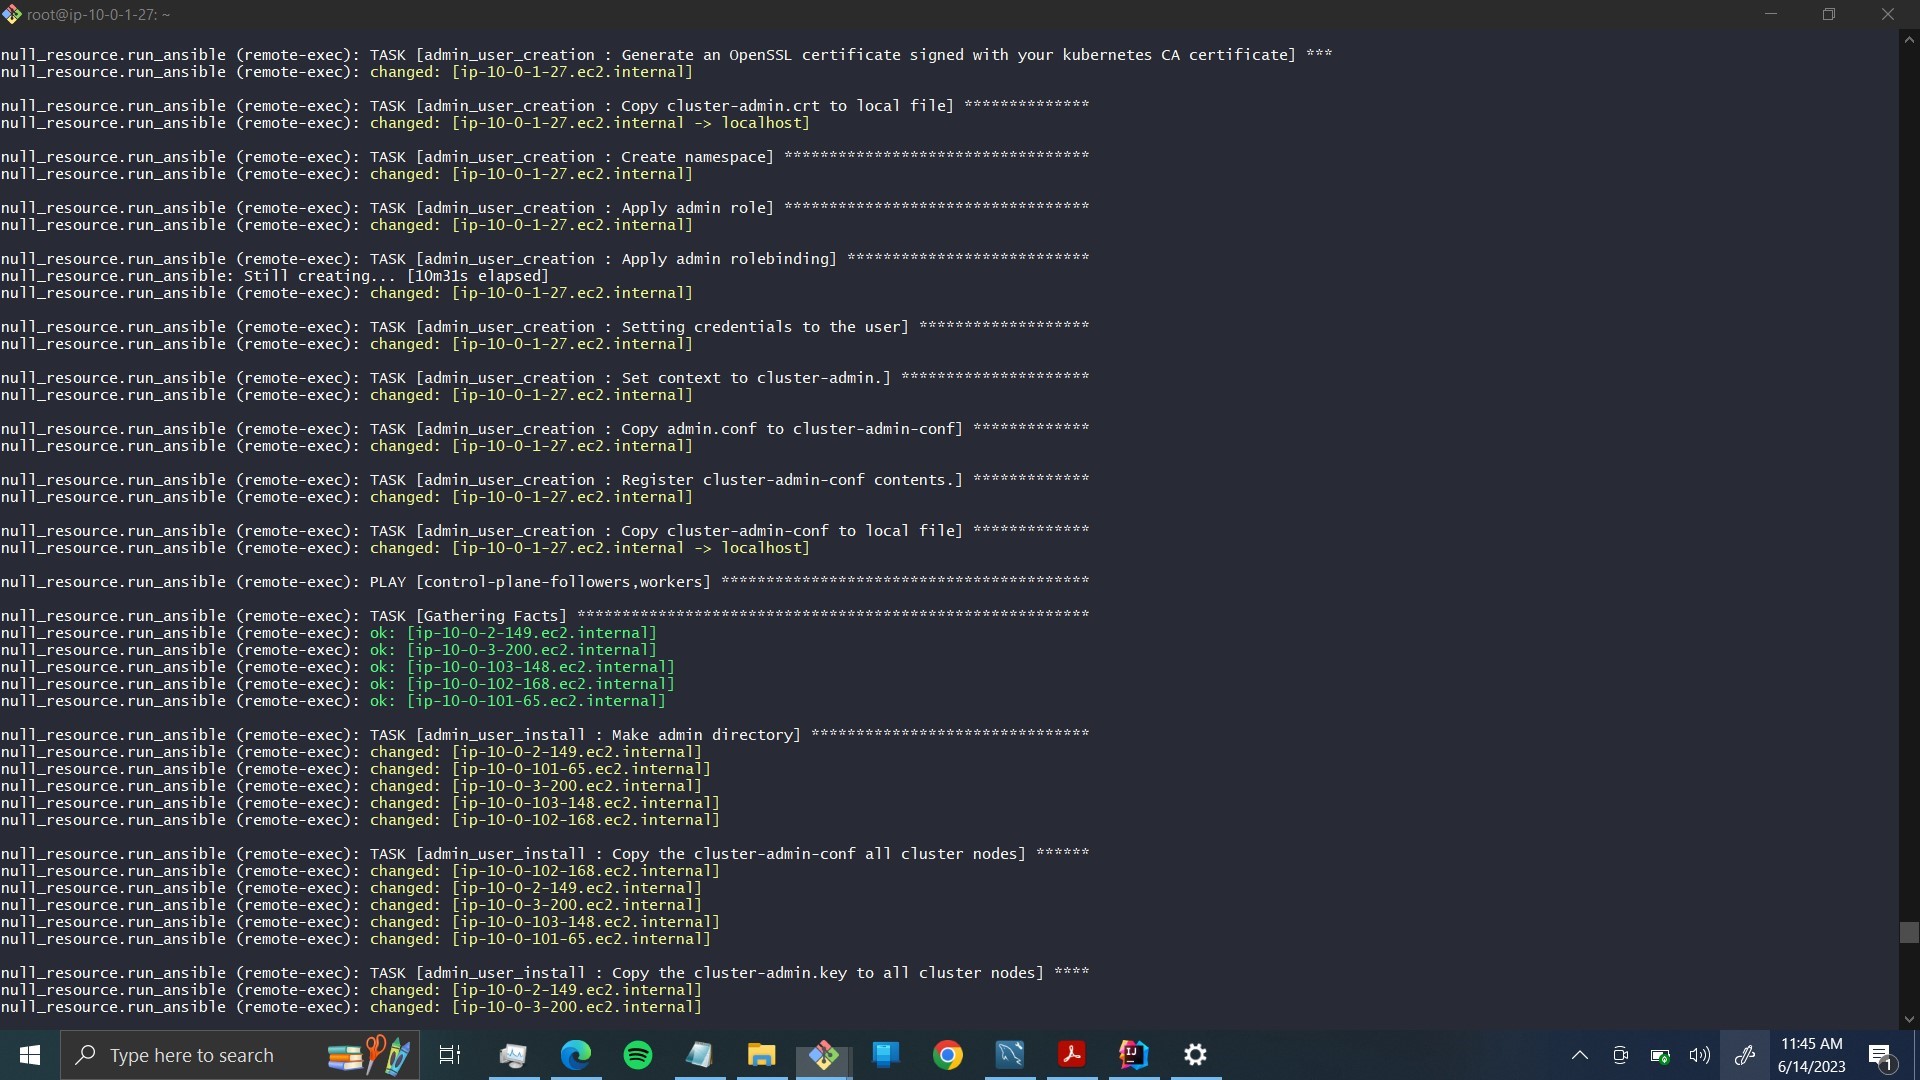 root@ip-10-0-1-27: ~
null_resource.run_ansible (remote-exec): TASK [admin_user_creation : Generate an OpenSSL certificate signed with your kubernetes CA certificate] ***
null_resource.run_ansible (remote-exec): changed: [ip-10-0-1-27.ec2.internal]
null_resource.run_ansible (remote-exec): TASK [admin_user_creation : Copy cluster-admin.crt to local file] **************
null_resource.run_ansible (remote-exec): changed: [ip-10-0-1-27.ec2.internal -> localhost]
null_resource.run_ansible (remote-exec): TASK [admin_user_creation : Create namespace] **********************************
null_resource.run_ansible (remote-exec): changed: [ip-10-0-1-27.ec2.internal]
null_resource.run_ansible (remote-exec): TASK [admin_user_creation : Apply admin role] **********************************
null_resource.run_ansible (remote-exec): changed: [ip-10-0-1-27.ec2.internal]
null_resource.run_ansible (remote-exec): TASK [admin_user_creation : Apply admin rolebinding] ***************************
null_resource.run_ansible: Still creating... [10m31s elapsed]
null_resource.run_ansible (remote-exec): changed: [ip-10-0-1-27.ec2.internal]
null_resource.run_ansible (remote-exec): TASK [admin_user_creation : Setting credentials to the user] *******************
null_resource.run_ansible (remote-exec): changed: [ip-10-0-1-27.ec2.internal]
null_resource.run_ansible (remote-exec): TASK [admin_user_creation : Set context to cluster-admin.] *********************
null_resource.run_ansible (remote-exec): changed: [ip-10-0-1-27.ec2.internal]
null_resource.run_ansible (remote-exec): TASK [admin_user_creation : Copy admin.conf to cluster-admin-conf] *************
null_resource.run_ansible (remote-exec): changed: [ip-10-0-1-27.ec2.internal]
null_resource.run_ansible (remote-exec): TASK [admin_user_creation : Register cluster-admin-conf contents.] *************
null_resource.run_ansible (remote-exec): changed: [ip-10-0-1-27.ec2.internal]
null_resource.run_ansible (remote-exec): TASK [admin_user_creation : Copy cluster-admin-conf to local file] *************
null_resource.run_ansible (remote-exec): changed: [ip-10-0-1-27.ec2.internal -> localhost]
null_resource.run_ansible (remote-exec): PLAY [control-plane-followers,workers] *****************************************
null_resource.run_ansible (remote-exec): TASK [Gathering Facts] *********************************************************
null_resource.run_ansible (remote-exec): ok: [ip-10-0-2-149.ec2.internal]
null_resource.run_ansible (remote-exec): ok: [ip-10-0-3-200.ec2.internal]
null_resource.run_ansible (remote-exec): ok: [ip-10-0-103-148.ec2.internal]
null_resource.run_ansible (remote-exec): ok: [ip-10-0-102-168.ec2.internal]
null_resource.run_ansible (remote-exec): ok: [ip-10-0-101-65.ec2.internal]
null_resource.run_ansible (remote-exec): TASK [admin_user_install : Make admin directory] *******************************
null_resource.run_ansible (remote-exec): changed: [ip-10-0-2-149.ec2.internal]
null_resource.run_ansible (remote-exec): changed: [ip-10-0-101-65.ec2.internal]
null_resource.run_ansible (remote-exec): changed: [ip-10-0-3-200.ec2.internal]
null_resource.run_ansible (remote-exec): changed: [ip-10-0-103-148.ec2.internal]
null_resource.run_ansible (remote-exec): changed: [ip-10-0-102-168.ec2.internal]
null_resource.run_ansible (remote-exec): TASK [admin_user_install : Copy the cluster-admin-conf all cluster nodes] ******
null_resource.run_ansible (remote-exec): changed: [ip-10-0-102-168.ec2.internal]
null_resource.run_ansible (remote-exec): changed: [ip-10-0-2-149.ec2.internal]
null_resource.run_ansible (remote-exec): changed: [ip-10-0-3-200.ec2.internal]
null_resource.run_ansible (remote-exec): changed: [ip-10-0-103-148.ec2.internal]
null_resource.run_ansible (remote-exec): changed: [ip-10-0-101-65.ec2.internal]
null_resource.run_ansible (remote-exec): TASK [admin_user_install : Copy the cluster-admin.key to all cluster nodes] ****
null_resource.run_ansible (remote-exec): changed: [ip-10-0-2-149.ec2.internal]
null_resource.run_ansible (remote-exec): changed: [ip-10-0-3-200.ec2.internal]
Type here to search
IJ
11:45 AM
6/14/2023
1